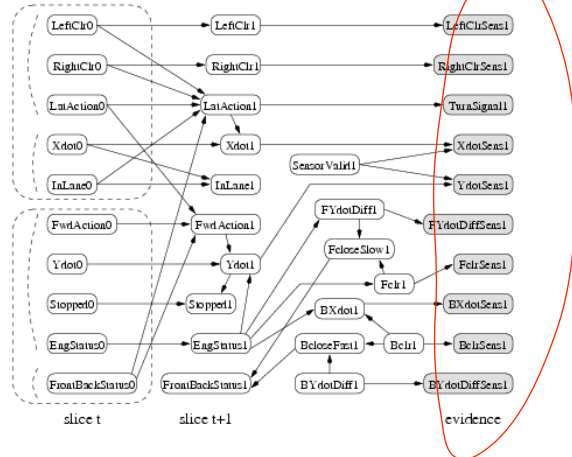 LeftClr0 LeftClr1 LeftClrSens1
RightClr0 RightClr1 RightClrSens1
LatAction0 LatAction1 TurnSignal1
Xdot0 Xdot1 XdotSens1
SensorValid1
InLane0 InLane1 YdotSens1
FYdotDiff1
FwdAction0 FwdAction1 FYdotDiffSens1
FcloseSlow1
Ydot0 Ydot1 FclrSens1
Fclr1
Stopped0 Stopped1 BXdot1 BXdotSens1
EngStatus0 EngStatus1 BcloseFast1 Bclr1 BclrSens1
FrontBackStatus0 FrontBackStatus1 BYdotDiff1 BYdotDiffSens1
slice t slice t+1 evidence